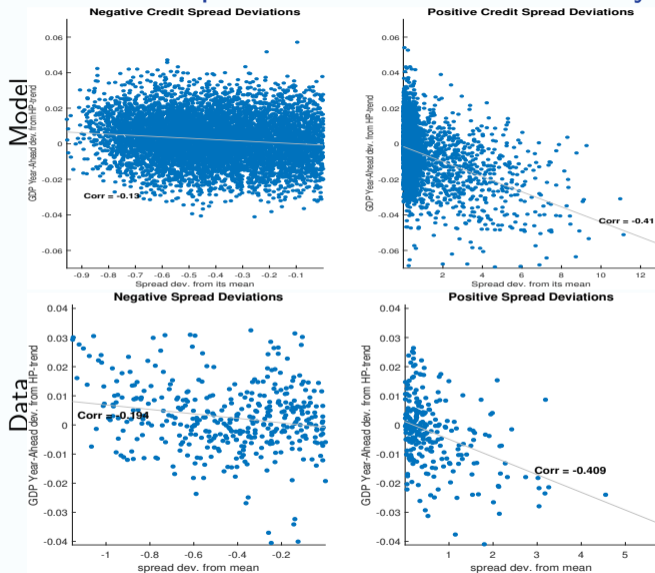 Negative Credit Spread Deviations
Model
GDP Year-Ahead dev. from HP-trend
0.06
0.04
0.02
0
-0.02
-0.04
-0.06
Corr = -0.13
-0.9 -0.8 -0.7 -0.6 -0.5 -0.4 -0.3 -0.2 -0.1
Spread dev. from its mean
Positive Credit Spread Deviations
GDP Year-Ahead dev. from HP-trend
0.06
0.04
0.02
0
-0.02
-0.04
-0.06
Corr = -0.41
2 4 6 8 10 12
Spread dev. from its mean
Negative Spread Deviations
Data
GDP Year-Ahead dev. from HP-trend
0.04
0.03
0.02
0.01
0
-0.01
-0.02
-0.03
-0.04
Corr = -0.194
-1 -0.8 -0.6 -0.4 -0.2
spread dev. from mean
Positive Spread Deviations
GDP Year-Ahead dev. from HP-trend
0.04
0.03
0.02
0.01
0
-0.01
-0.02
-0.03
-0.04
Corr = -0.409
1 2 3 4 5
spread dev. from mean